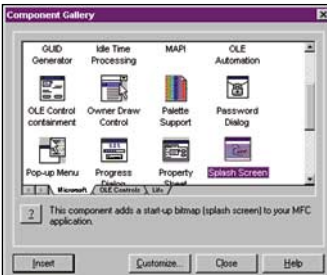 Component Gallery
GUID Generator
Idle Time Processing
MAPI
OLE Automation
OLE Control containment
Owner Draw Control
Palette Support
Password Dialog
Pop-up Menu
Progress Dialog
Property Sheet
Splash Screen
Microsoft
OLE Controls
?
This component adds a start-up bitmap (splash screen) to your MFC
application.
Insert
Customize...
Close
Help